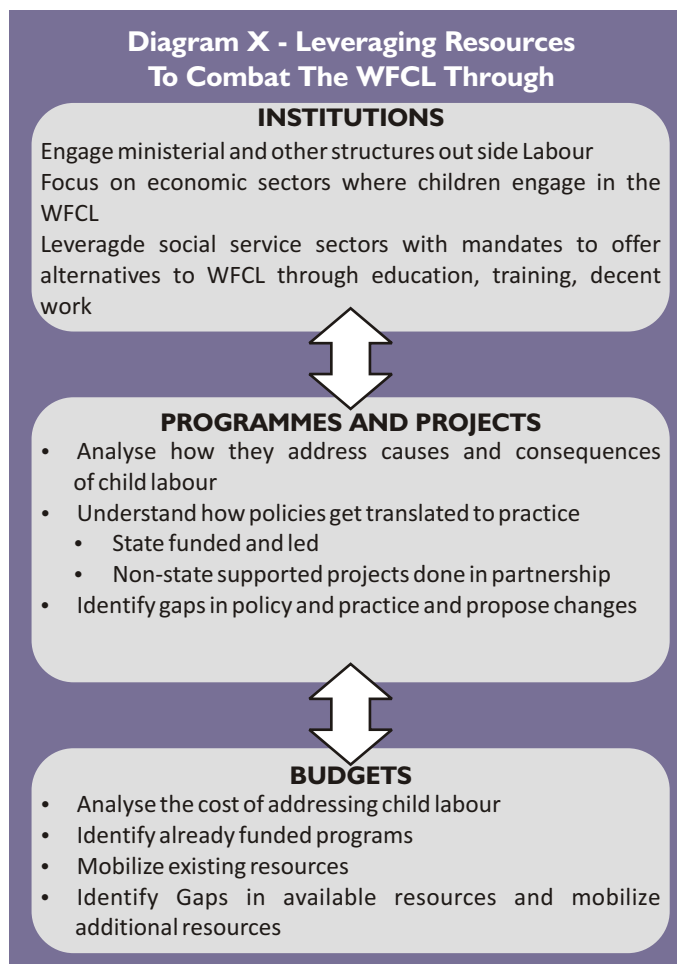 Diagram X - Leveraging Resources
To Combat The WFCL Through
INSTITUTIONS
Engage ministerial and other structures out side Labour
Focus on economic sectors where children engage in the
WFCL
Leveragde social service sectors with mandates to offer
alternatives to WFCL through education, training, decent
work
PROGRAMMES AND PROJECTS
• Analyse how they address causes and consequences
of child labour
• Understand how policies get translated to practice
• State funded and led
• Non-state supported projects done in partnership
• Identify gaps in policy and practice and propose changes
BUDGETS
• Analyse the cost of addressing child labour
• Identify already funded programs
• Mobilize existing resources
• Identify Gaps in available resources and mobilize
additional resources